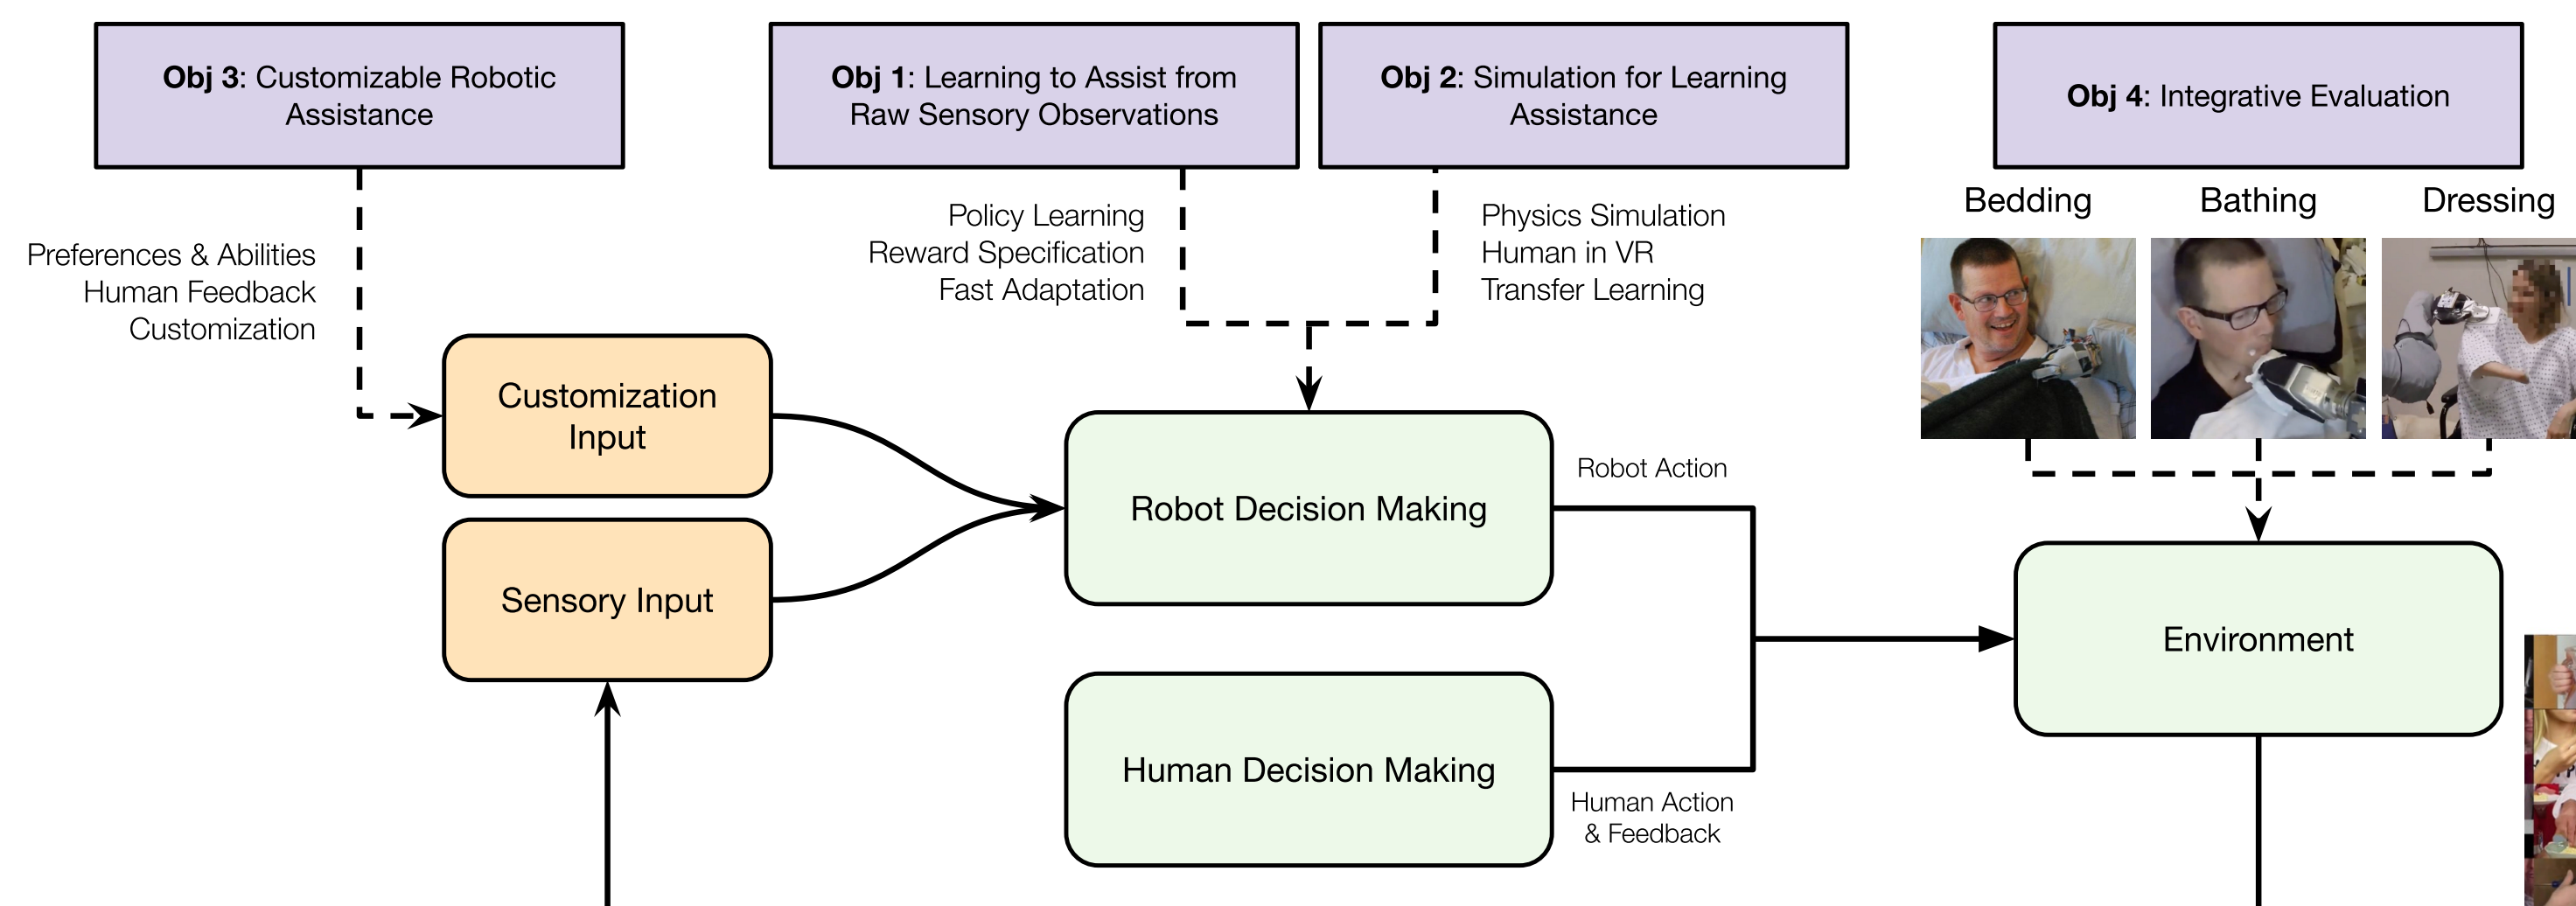 Obj 3: Customizable Robotic
Assistance
Obj 1: Learning to Assist from
Raw Sensory Observations
Obj 2: Simulation for Learning
Assistance
Obj 4: Integrative Evaluation
Preferences & Abilities
Human Feedback
Customization
Policy Learning
Reward Specification
Fast Adaptation
Physics Simulation
Human in VR
Transfer Learning
Bedding
Bathing
Dressing
Customization
Input
Sensory Input
Robot Decision Making
Robot Action
Human Decision Making
Human Action
& Feedback
Environment